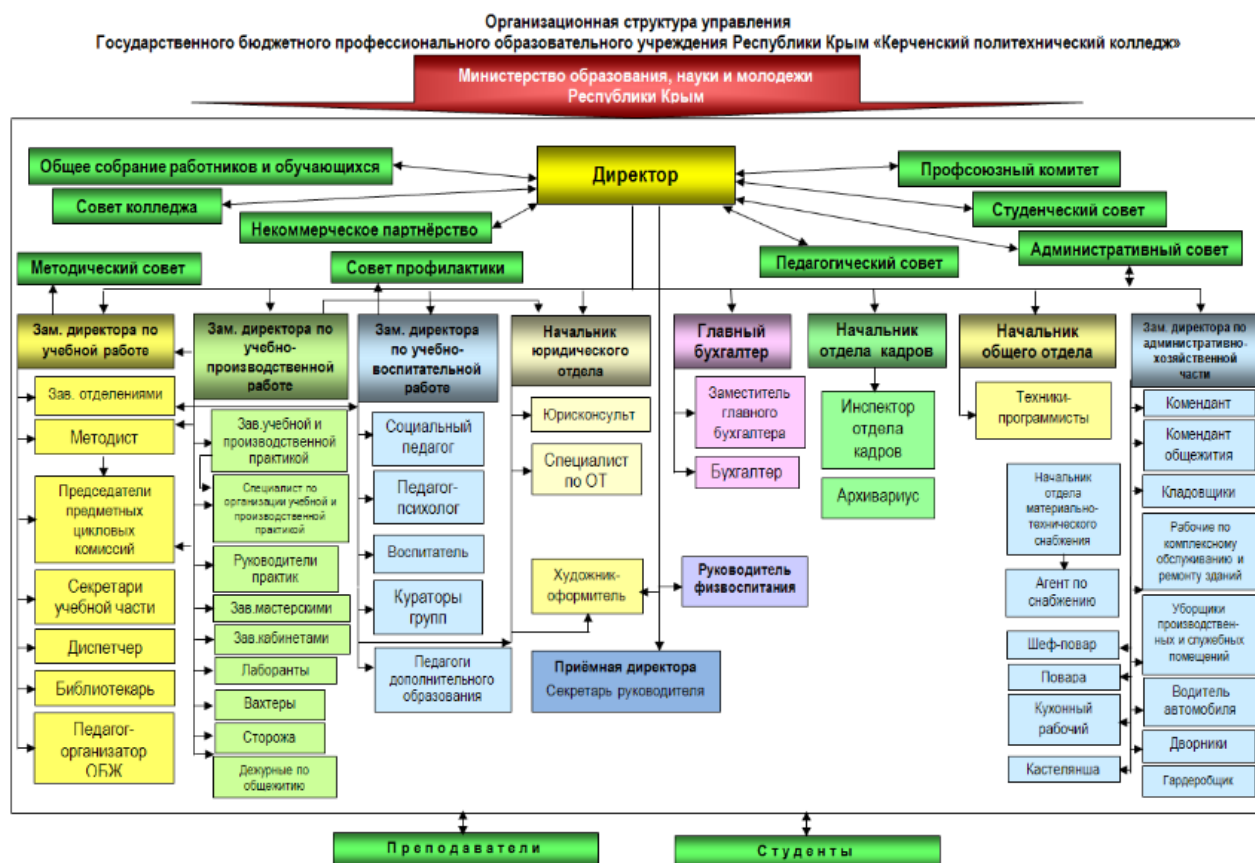 Организационная структура управления
Государственного бюджетного профессионального образовательного учреждения Республики Крым «Керченский политехнический колледж»
Министерство образования, науки и молодежи
Республики Крым
Общее собрание работников и обучающихся
Директор
Профсоюзный комитет
Совет колледжа
Студенческий совет
Некоммерческое партнёрство
Административный совет
Методический совет
Совет профилактики
Педагогический совет
Зам. директора по
учебной работе
Зам. директора по
учебно-
производственной
работе
Зам. директора
по учебно-
воспитательной
работе
Начальник
юридического
отдела
Главный
бухгалтер
Начальник
отдела кадров
Начальник
общего отдела
Зам. директора по
административно-
хозяйственной
части
Зав. отделениями
Методист
Председатели
предметных
цикловых
комиссий
Секретари
учебной части
Диспетчер
Библиотекарь
Педагог-
организатор
ОБЖ
Зав.учебной и
производственной
практикой
Специалист по
организации учебной и
производственной
практикой
Руководители
практик
Зав.мастерскими
Зав.кабинетами
Лаборанты
Вахтеры
Сторожа
Дежурные по
общежитию
Социальный
педагог
Педагог-
психолог
Воспитатель
Кураторы
групп
Педагоги
дополнительного
образования
Юрисконсульт
Специалист
по ОТ
Художник-
оформитель
Приёмная директора
Секретарь руководителя
Заместитель
главного
бухгалтера
Бухгалтер
Руководитель
физвоспитания
Инспектор
отдела
кадров
Архивариус
Техники-
программисты
Начальник
отдела
материально-
технического
снабжения
Агент по
снабжению
Шеф-повар
Повара
Кухонный
рабочий
Кастелянша
Комендант
Комендант
общежития
Кладовщики
Рабочие по
комплексному
обслуживанию и
ремонту зданий
Уборщики
производствен-
ных и служебных
помещений
Водитель
автомобиля
Дворники
Гардеробщик
Преподаватели
Студенты